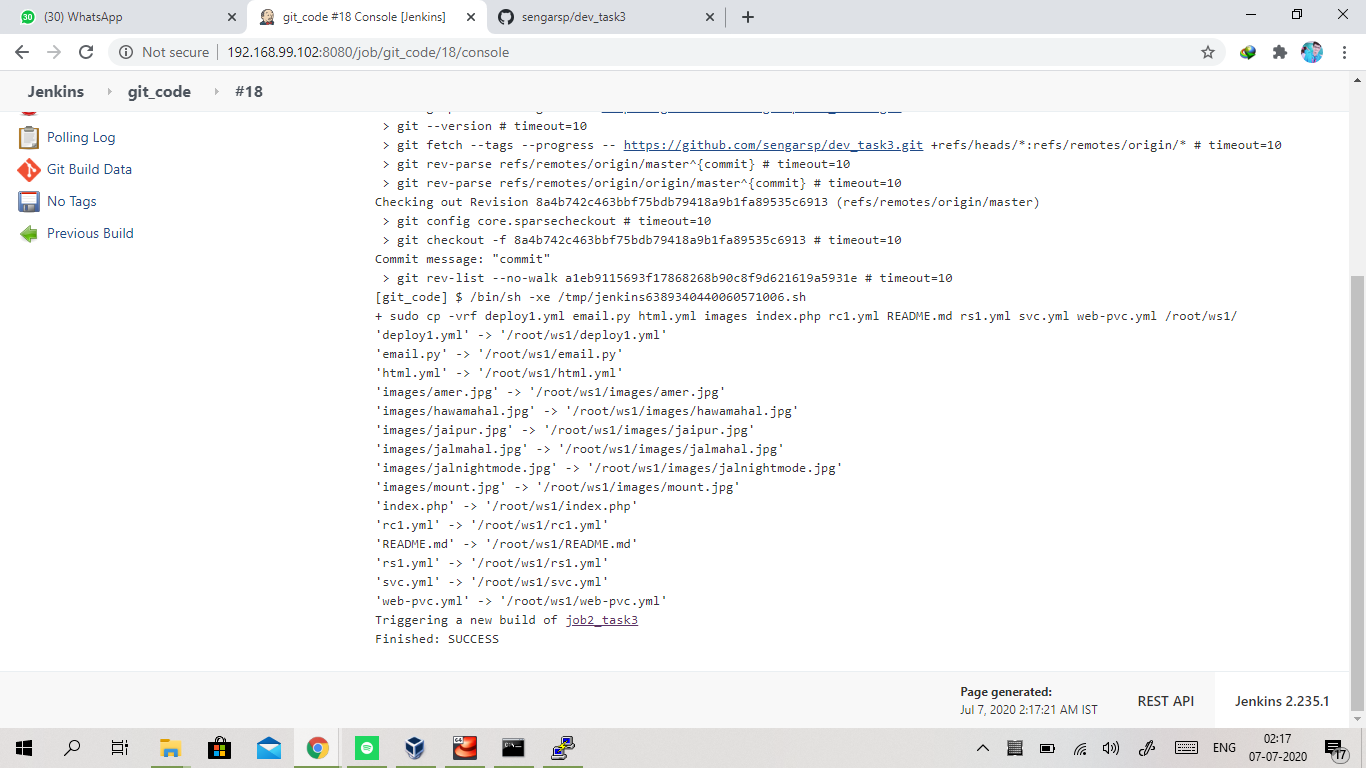 (30) WhatsApp
git_code #18 Console [Jenkins]
sengarsp/dev_task3
Not secure
192.168.99.102:8080/job/git_code/18/console
Jenkins
git_code
#18
Polling Log
Git Build Data
No Tags
Previous Build
> git --version # timeout=10
> git fetch --tags --progress -- https://github.com/sengarsp/dev_task3.git +refs/heads/*:refs/remotes/origin/* # timeout=10
> git rev-parse refs/remotes/origin/master^{commit} # timeout=10
> git rev-parse refs/remotes/origin/origin/master^{commit} # timeout=10
Checking out Revision 8a4b742c463bbf75bdb79418a9b1fa89535c6913 (refs/remotes/origin/master)
> git config core.sparsecheckout # timeout=10
> git checkout -f 8a4b742c463bbf75bdb79418a9b1fa89535c6913 # timeout=10
Commit message: "commit"
> git rev-list --no-walk a1eb9115693f17868268b90c8f9d621619a5931e # timeout=10
[git_code] $ /bin/sh -xe /tmp/jenkins6389340440060571006.sh
+ sudo cp -vrf deploy1.yml email.py html.yml images index.php rc1.yml README.md rs1.yml svc.yml web-pvc.yml /root/ws1/
'deploy1.yml' -> '/root/ws1/deploy1.yml'
'email.py' -> '/root/ws1/email.py'
'html.yml' -> '/root/ws1/html.yml'
'images/amer.jpg' -> '/root/ws1/images/amer.jpg'
'images/hawamahal.jpg' -> '/root/ws1/images/hawamahal.jpg'
'images/jaipur.jpg' -> '/root/ws1/images/jaipur.jpg'
'images/jalmahal.jpg' -> '/root/ws1/images/jalmahal.jpg'
'images/jalnightmode.jpg' -> '/root/ws1/images/jalnightmode.jpg'
'images/mount.jpg' -> '/root/ws1/images/mount.jpg'
'index.php' -> '/root/ws1/index.php'
'rc1.yml' -> '/root/ws1/rc1.yml'
'README.md' -> '/root/ws1/README.md'
'rs1.yml' -> '/root/ws1/rs1.yml'
'svc.yml' -> '/root/ws1/svc.yml'
'web-pvc.yml' -> '/root/ws1/web-pvc.yml'
Triggering a new build of job2_task3
Finished: SUCCESS
Page generated:
Jul 7, 2020 2:17:21 AM IST
REST API
Jenkins 2.235.1
ENG
02:17
07-07-2020
17